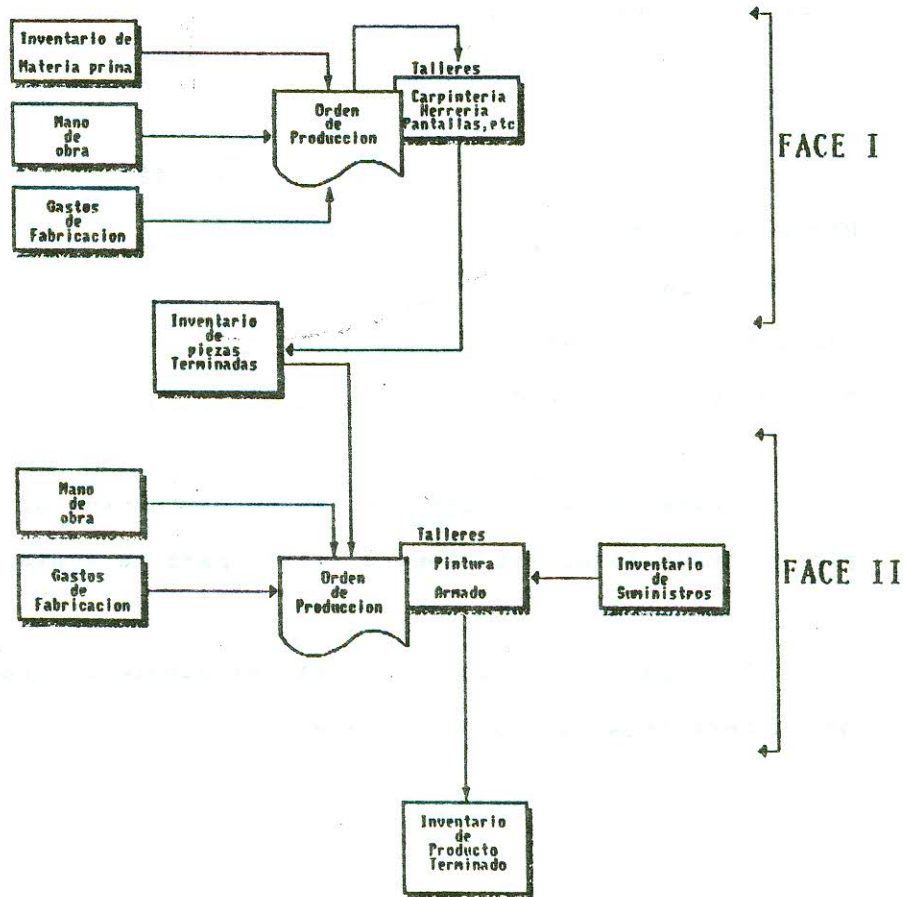 Inventario de
Materia prima
Talleres
Carpinteria
Herreria
Pantallas,etc
Orden
de
Produccion
Mano
de
obra
FACE I
Gastos
de
Fabricacion
Inventario
de
piezas
Terminadas
Mano
de
obra
Talleres
Pintura
Armado
Orden
de
Produccion
Gastos
de
Fabricacion
Inventario
de
Suministros
FACE II
Inventario
de
Producto
Terminado